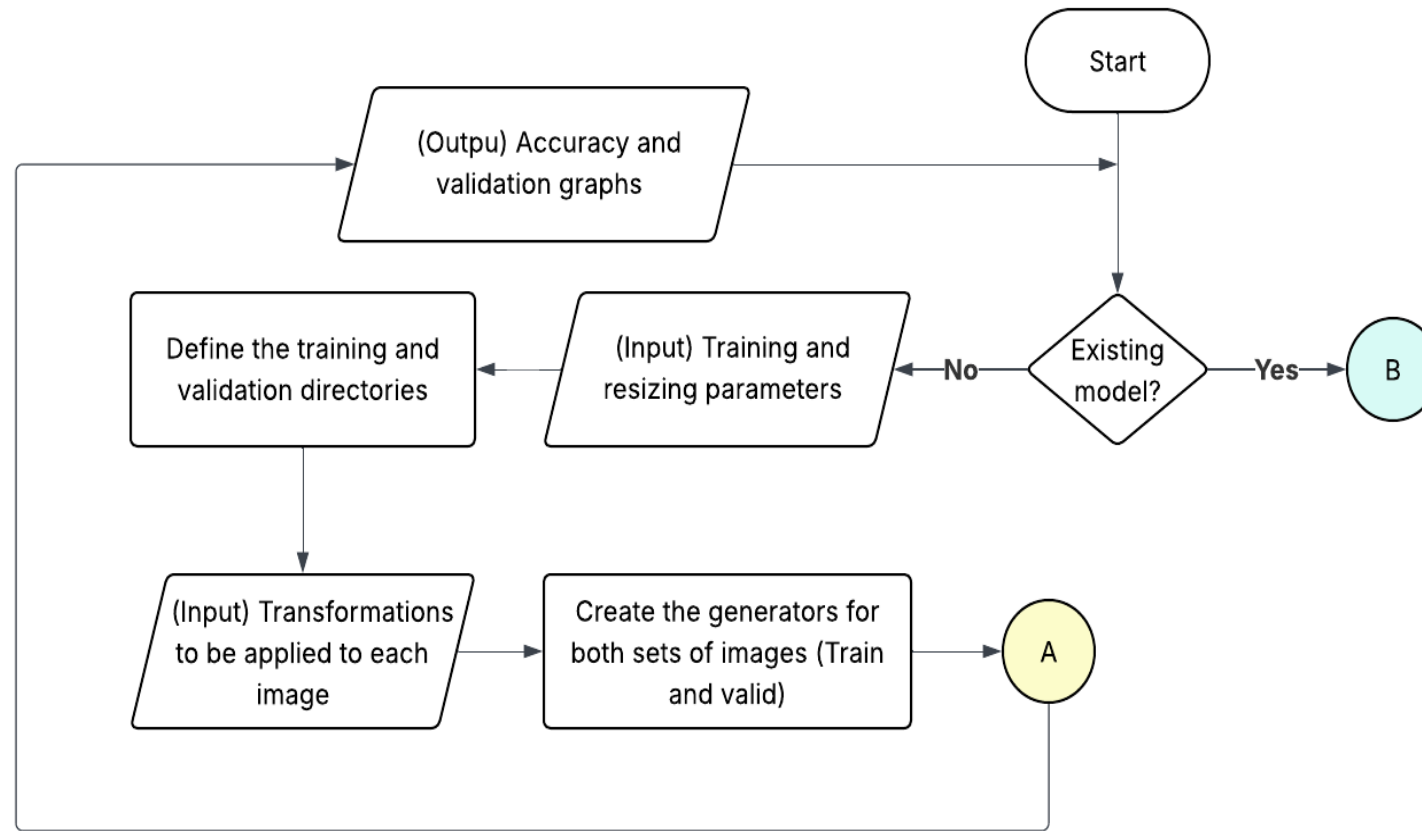 Start
(Outpu) Accuracy and
validation graphs
Existing
model?
No
Yes
B
(Input) Training and
resizing parameters
Define the training and
validation directories
(Input) Transformations
to be applied to each
image
Create the generators for
both sets of images (Train
and valid)
A